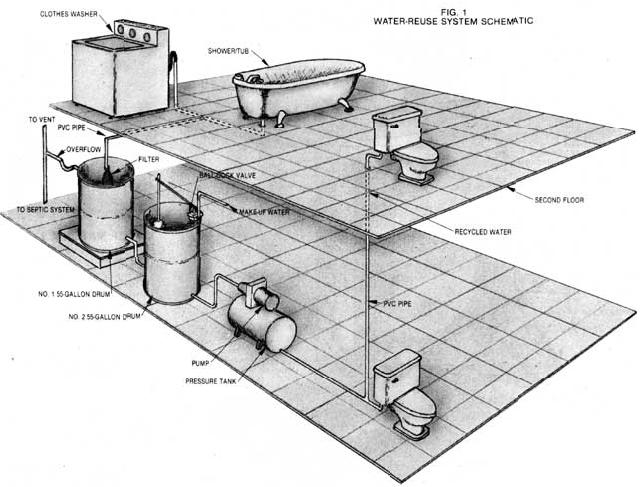 FIG. 1
WATER-REUSE SYSTEM SCHEMATIC
CLOTHES WASHER
SHOWER/TUB
TO VENT
PVC PIPE
OVERFLOW
FILTER
BALL-COCK VALVE
TO SEPTIC SYSTEM
MAKE-UP WATER
SECOND FLOOR
RECYCLED WATER
NO. 1 55-GALLON DRUM
PVC PIPE
NO. 2 55-GALLON DRUM
PUMP
PRESSURE TANK